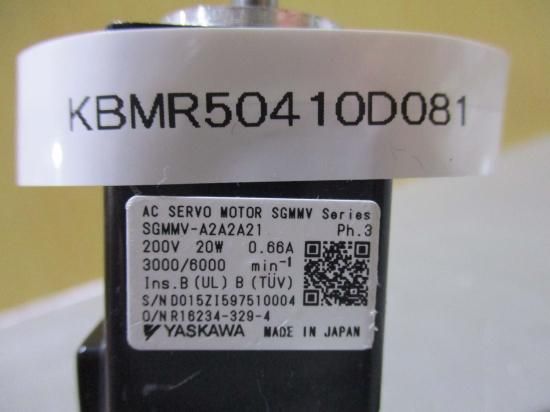 KBMR50410D081
AC SERVO MOTOR SGMMV Series
SGMMV-A2A2A21 Ph.3
200V 20W 0.66A
3000/6000 min⁻¹
Ins.B(UL) B(TÜV)
S/N D015ZI597510004
O/N R16234-329-4
YASKAWA MADE IN JAPAN